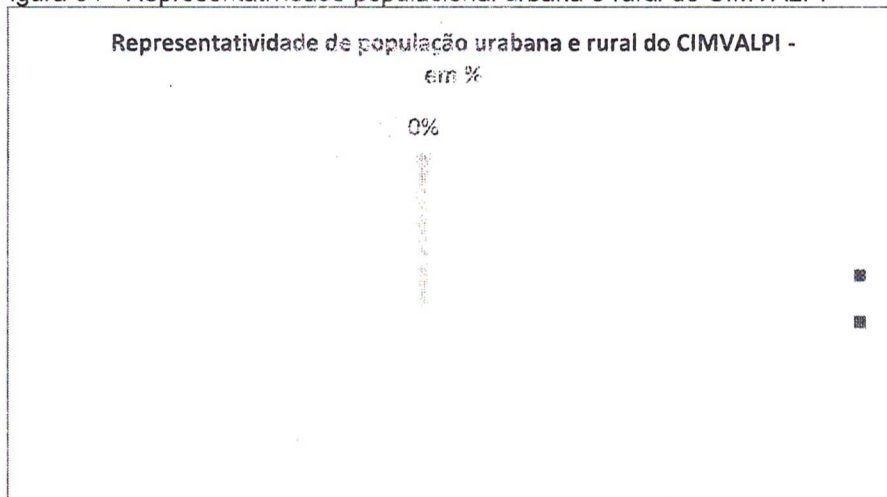 Representatividade de população urabana e rural do CIMVALPI -
em %
0%